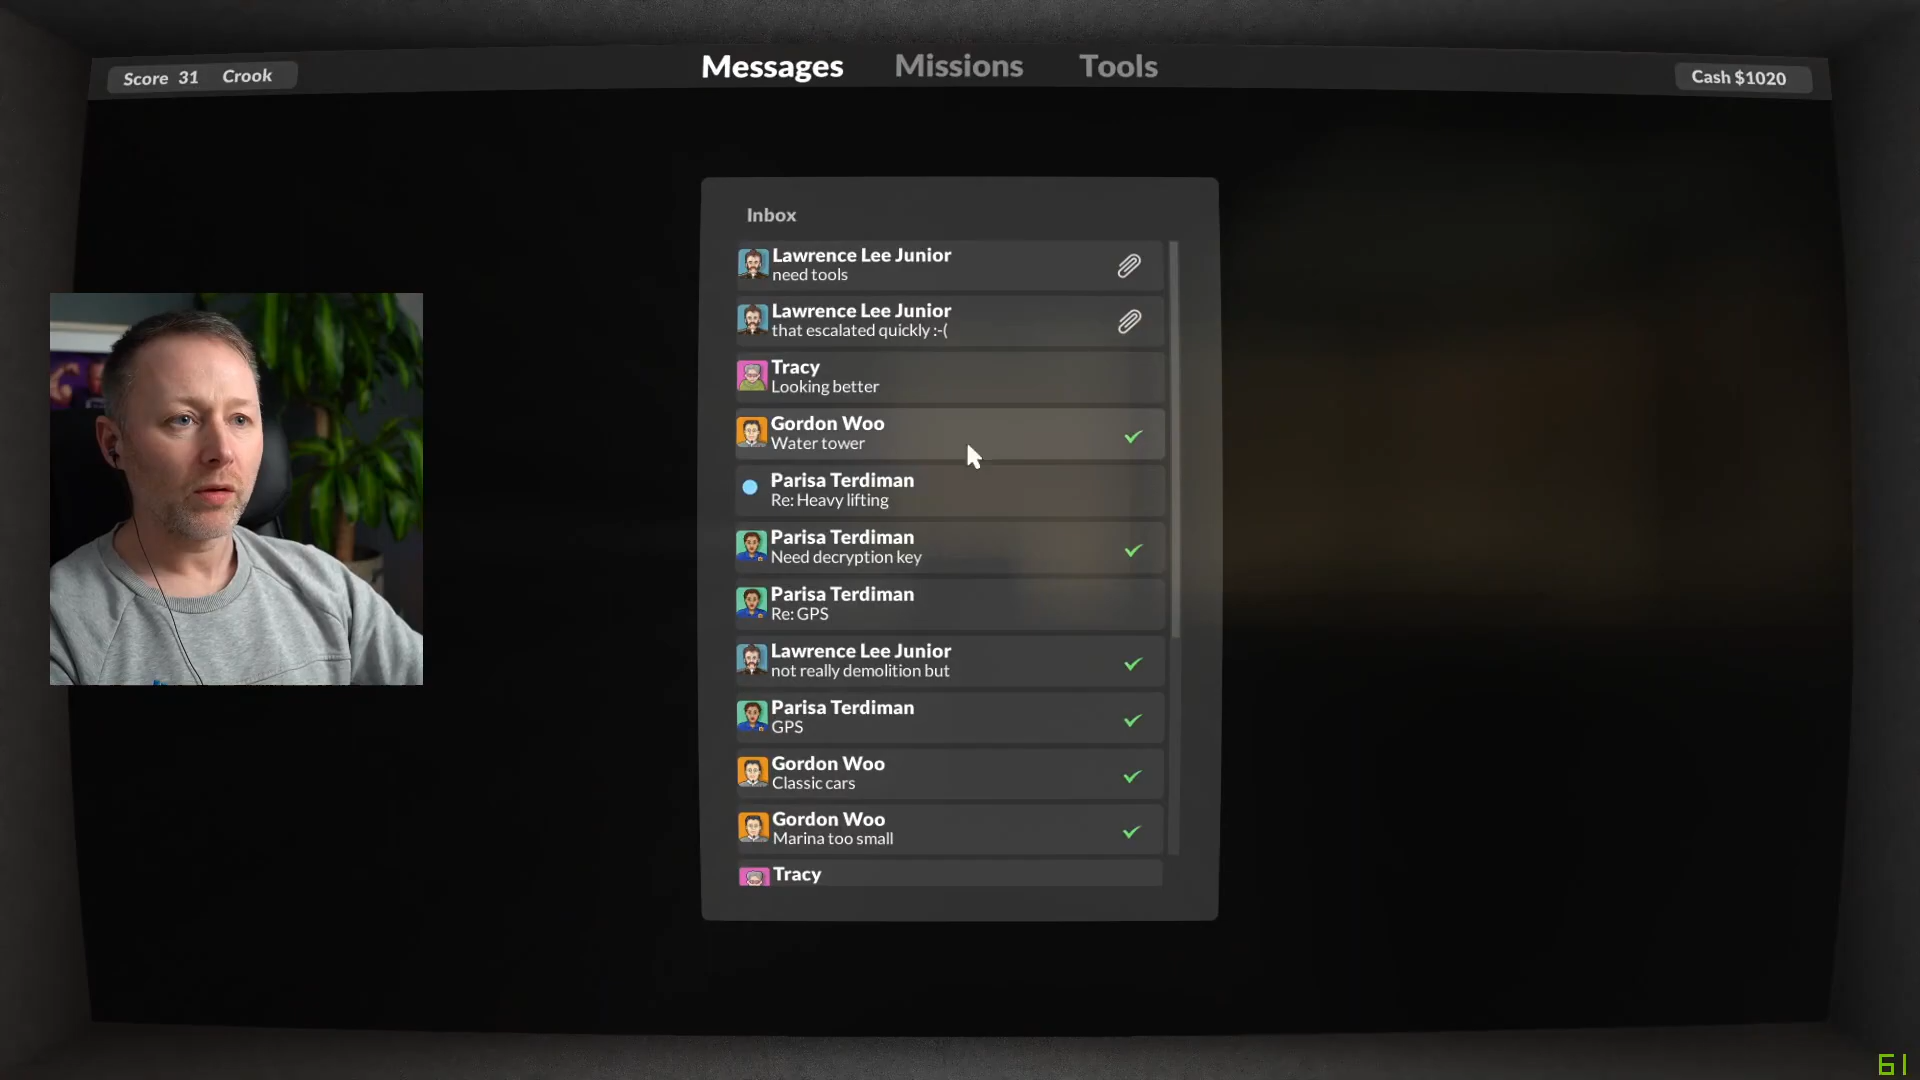 Score 31 Crook
Messages Missions Tools
Cash $1020
Inbox
Lawrence Lee Junior
need tools
Lawrence Lee Junior
that escalated quickly :-(
Tracy
Looking better
Gordon Woo
Water tower
Parisa Terdiman
Re: Heavy lifting
Parisa Terdiman
Need decryption key
Parisa Terdiman
Re: GPS
Lawrence Lee Junior
not really demolition but
Parisa Terdiman
GPS
Gordon Woo
Classic cars
Gordon Woo
Marina too small
Tracy
61